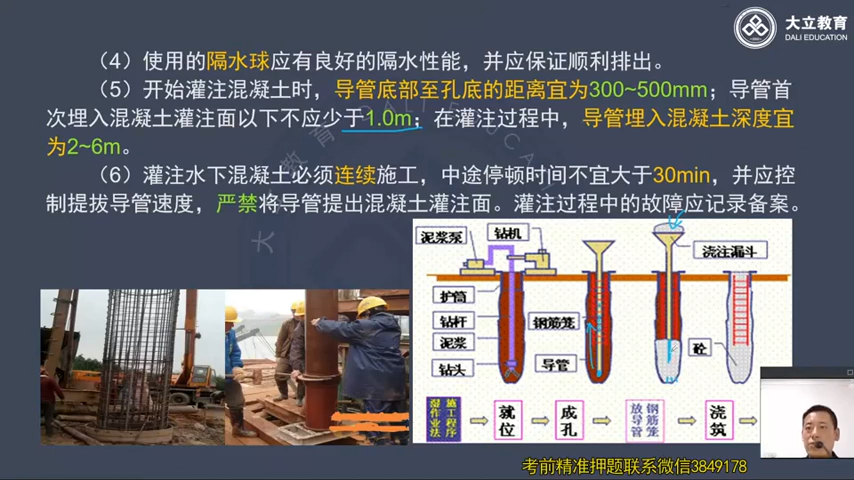 大立教育
DALI EDUCATION
（4）使用的隔水球应有良好的隔水性能，并应保证顺利排出。
（5）开始灌注混凝土时，导管底部至孔底的距离宜为300~500mm；导管首
次埋入混凝土灌注面以下不应少于1.0m；在灌注过程中，导管埋入混凝土深度宜
为2~6m。
（6）灌注水下混凝土必须连续施工，中途停顿时间不宜大于30min，并应控
制提拔导管速度，严禁将导管提出混凝土灌注面。灌注过程中的故障应记录备案。
泥浆泵
钻机
浇注漏斗
护筒
钻杆
钢筋笼
泥浆
砼
钻头
导管
湿作业法
施工程序
就位
成孔
放导管
钢筋笼
浇筑
考前精准押题联系微信3849178